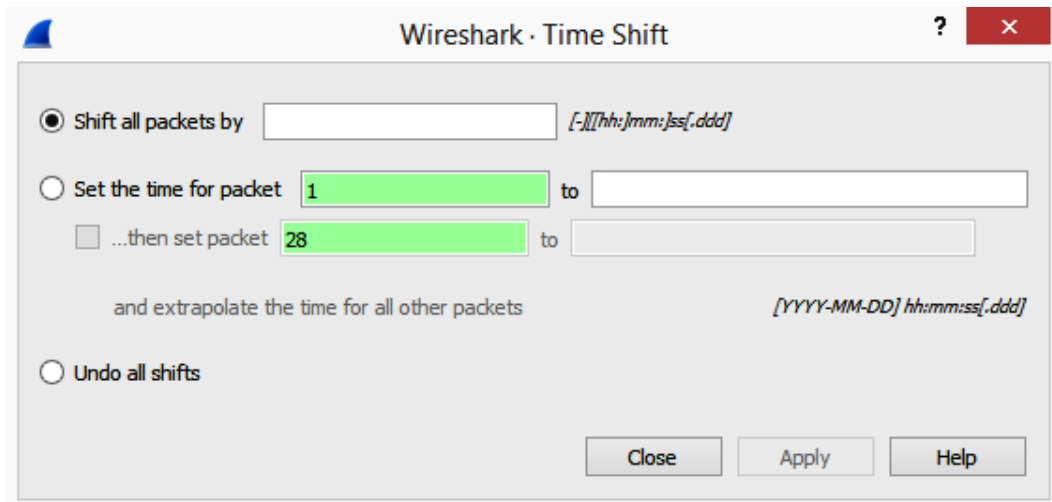 Wireshark · Time Shift ?
Shift all packets by [-][[hh:]mm:]ss[.ddd]
Set the time for packet 1 to
...then set packet 28 to
and extrapolate the time for all other packets [YYYY-MM-DD] hh:mm:ss[.ddd]
Undo all shifts
Close Apply Help